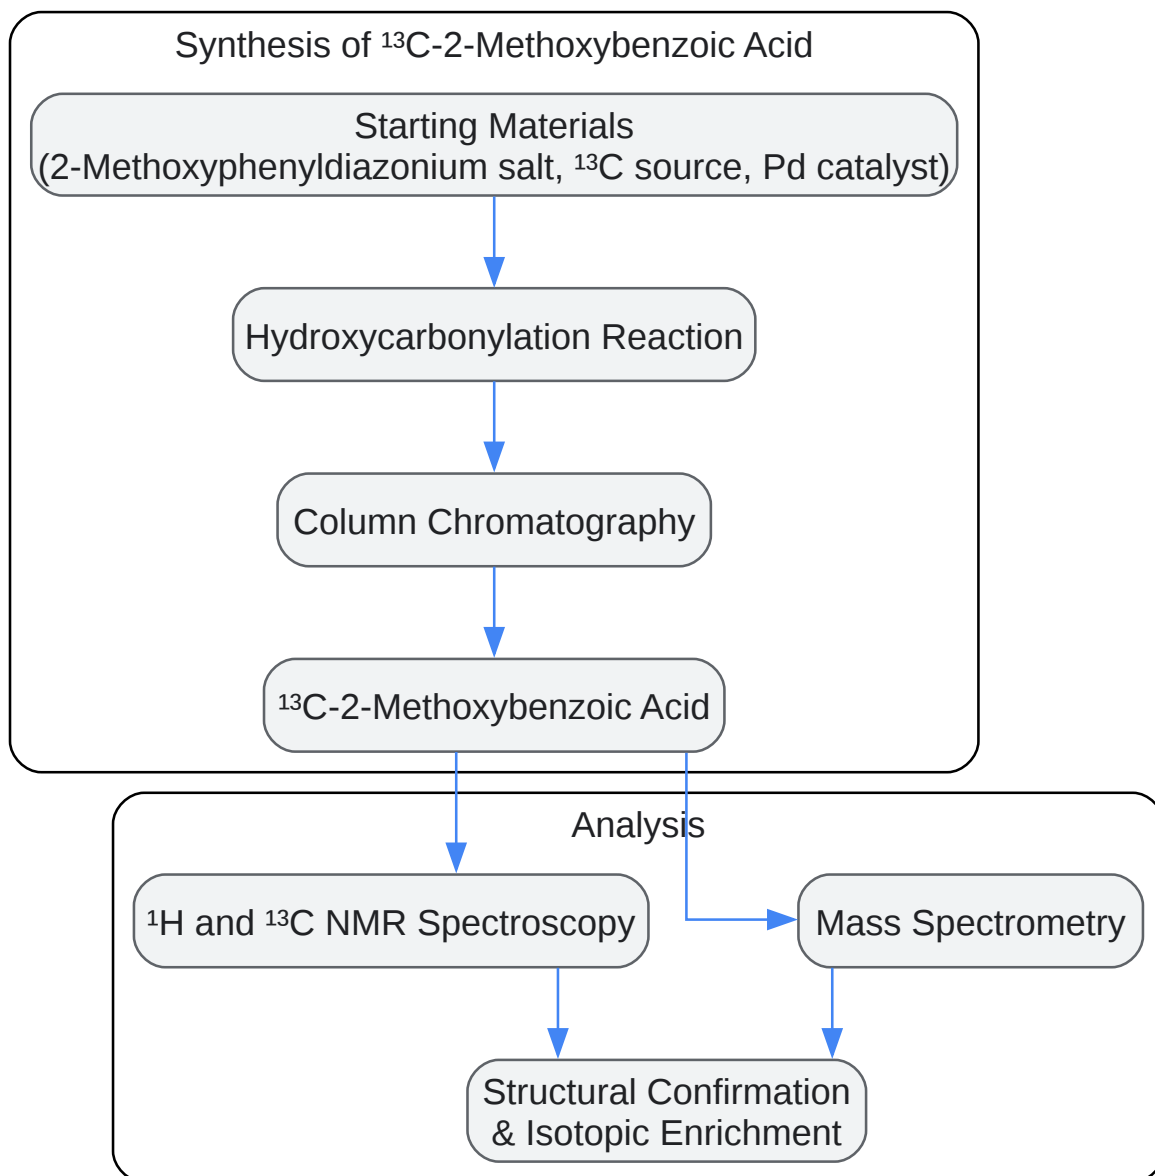 Synthesis of ¹³C-2-Methoxybenzoic Acid
Starting Materials
(2-Methoxyphenyldiazonium salt, ¹³C source, Pd catalyst)
Hydroxycarbonylation Reaction
Column Chromatography
¹³C-2-Methoxybenzoic Acid
Analysis
¹H and ¹³C NMR Spectroscopy
Mass Spectrometry
Structural Confirmation
& Isotopic Enrichment